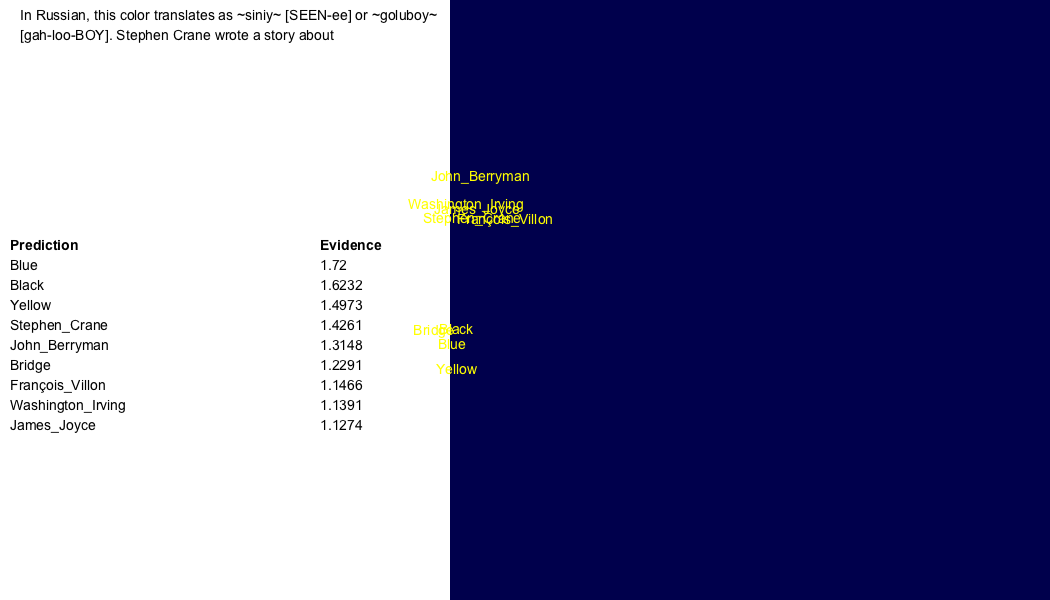 In Russian, this color translates as ~siniy~ [SEEN-ee] or ~goluboy~
[gah-loo-BOY]. Stephen Crane wrote a story about
John_Berryman
Washington_Irving
James_Joyce
Stephen_Crane
François_Villon
Prediction Evidence
Blue 1.72
Black 1.6232
Yellow 1.4973
Stephen_Crane 1.4261
John_Berryman 1.3148
Bridge 1.2291
François_Villon 1.1466
Washington_Irving 1.1391
James_Joyce 1.1274
Bridge
Black
Blue
Yellow